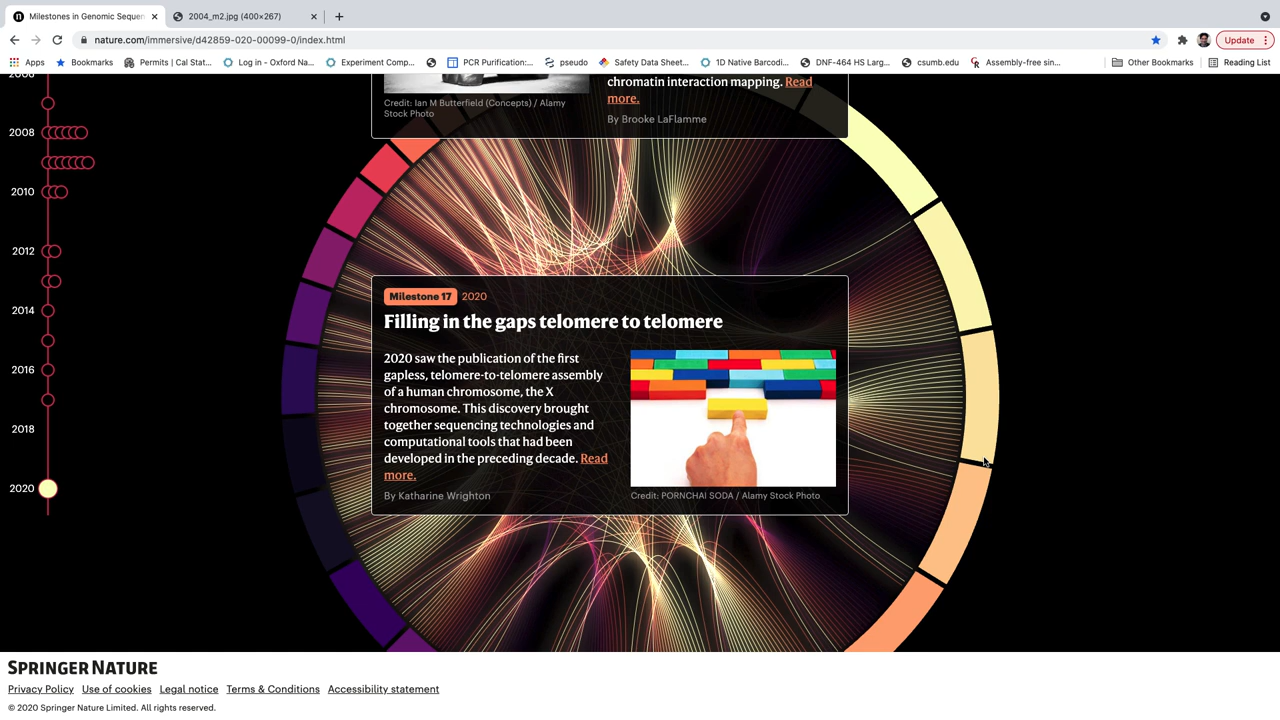 Milestones in Genomic Sequen
2004_m2.jpg (400×267)
nature.com/immersive/d42859-020-00099-0/index.html
Update
Apps
Bookmarks
Permits | Cal Stat...
Log in - Oxford Na...
Experiment Comp...
PCR Purification:...
pseudo
Safety Data Sheet...
1D Native Barcodi...
DNF-464 HS Larg...
csumb.edu
Assembly-free sin...
Other Bookmarks
Reading List
2006
2008
2010
2012
2014
2016
2018
2020
Credit: Ian M Butterfield (Concepts) / Alamy
Stock Photo
chromatin interaction mapping. Read
more.
By Brooke LaFlamme
Milestone 17 2020
Filling in the gaps telomere to telomere
2020 saw the publication of the first
gapless, telomere-to-telomere assembly
of a human chromosome, the X
chromosome. This discovery brought
together sequencing technologies and
computational tools that had been
developed in the preceding decade. Read
more.
By Katharine Wrighton
Credit: PORNCHAI SODA / Alamy Stock Photo
SPRINGER NATURE
Privacy Policy
Use of cookies
Legal notice
Terms & Conditions
Accessibility statement
© 2020 Springer Nature Limited. All rights reserved.